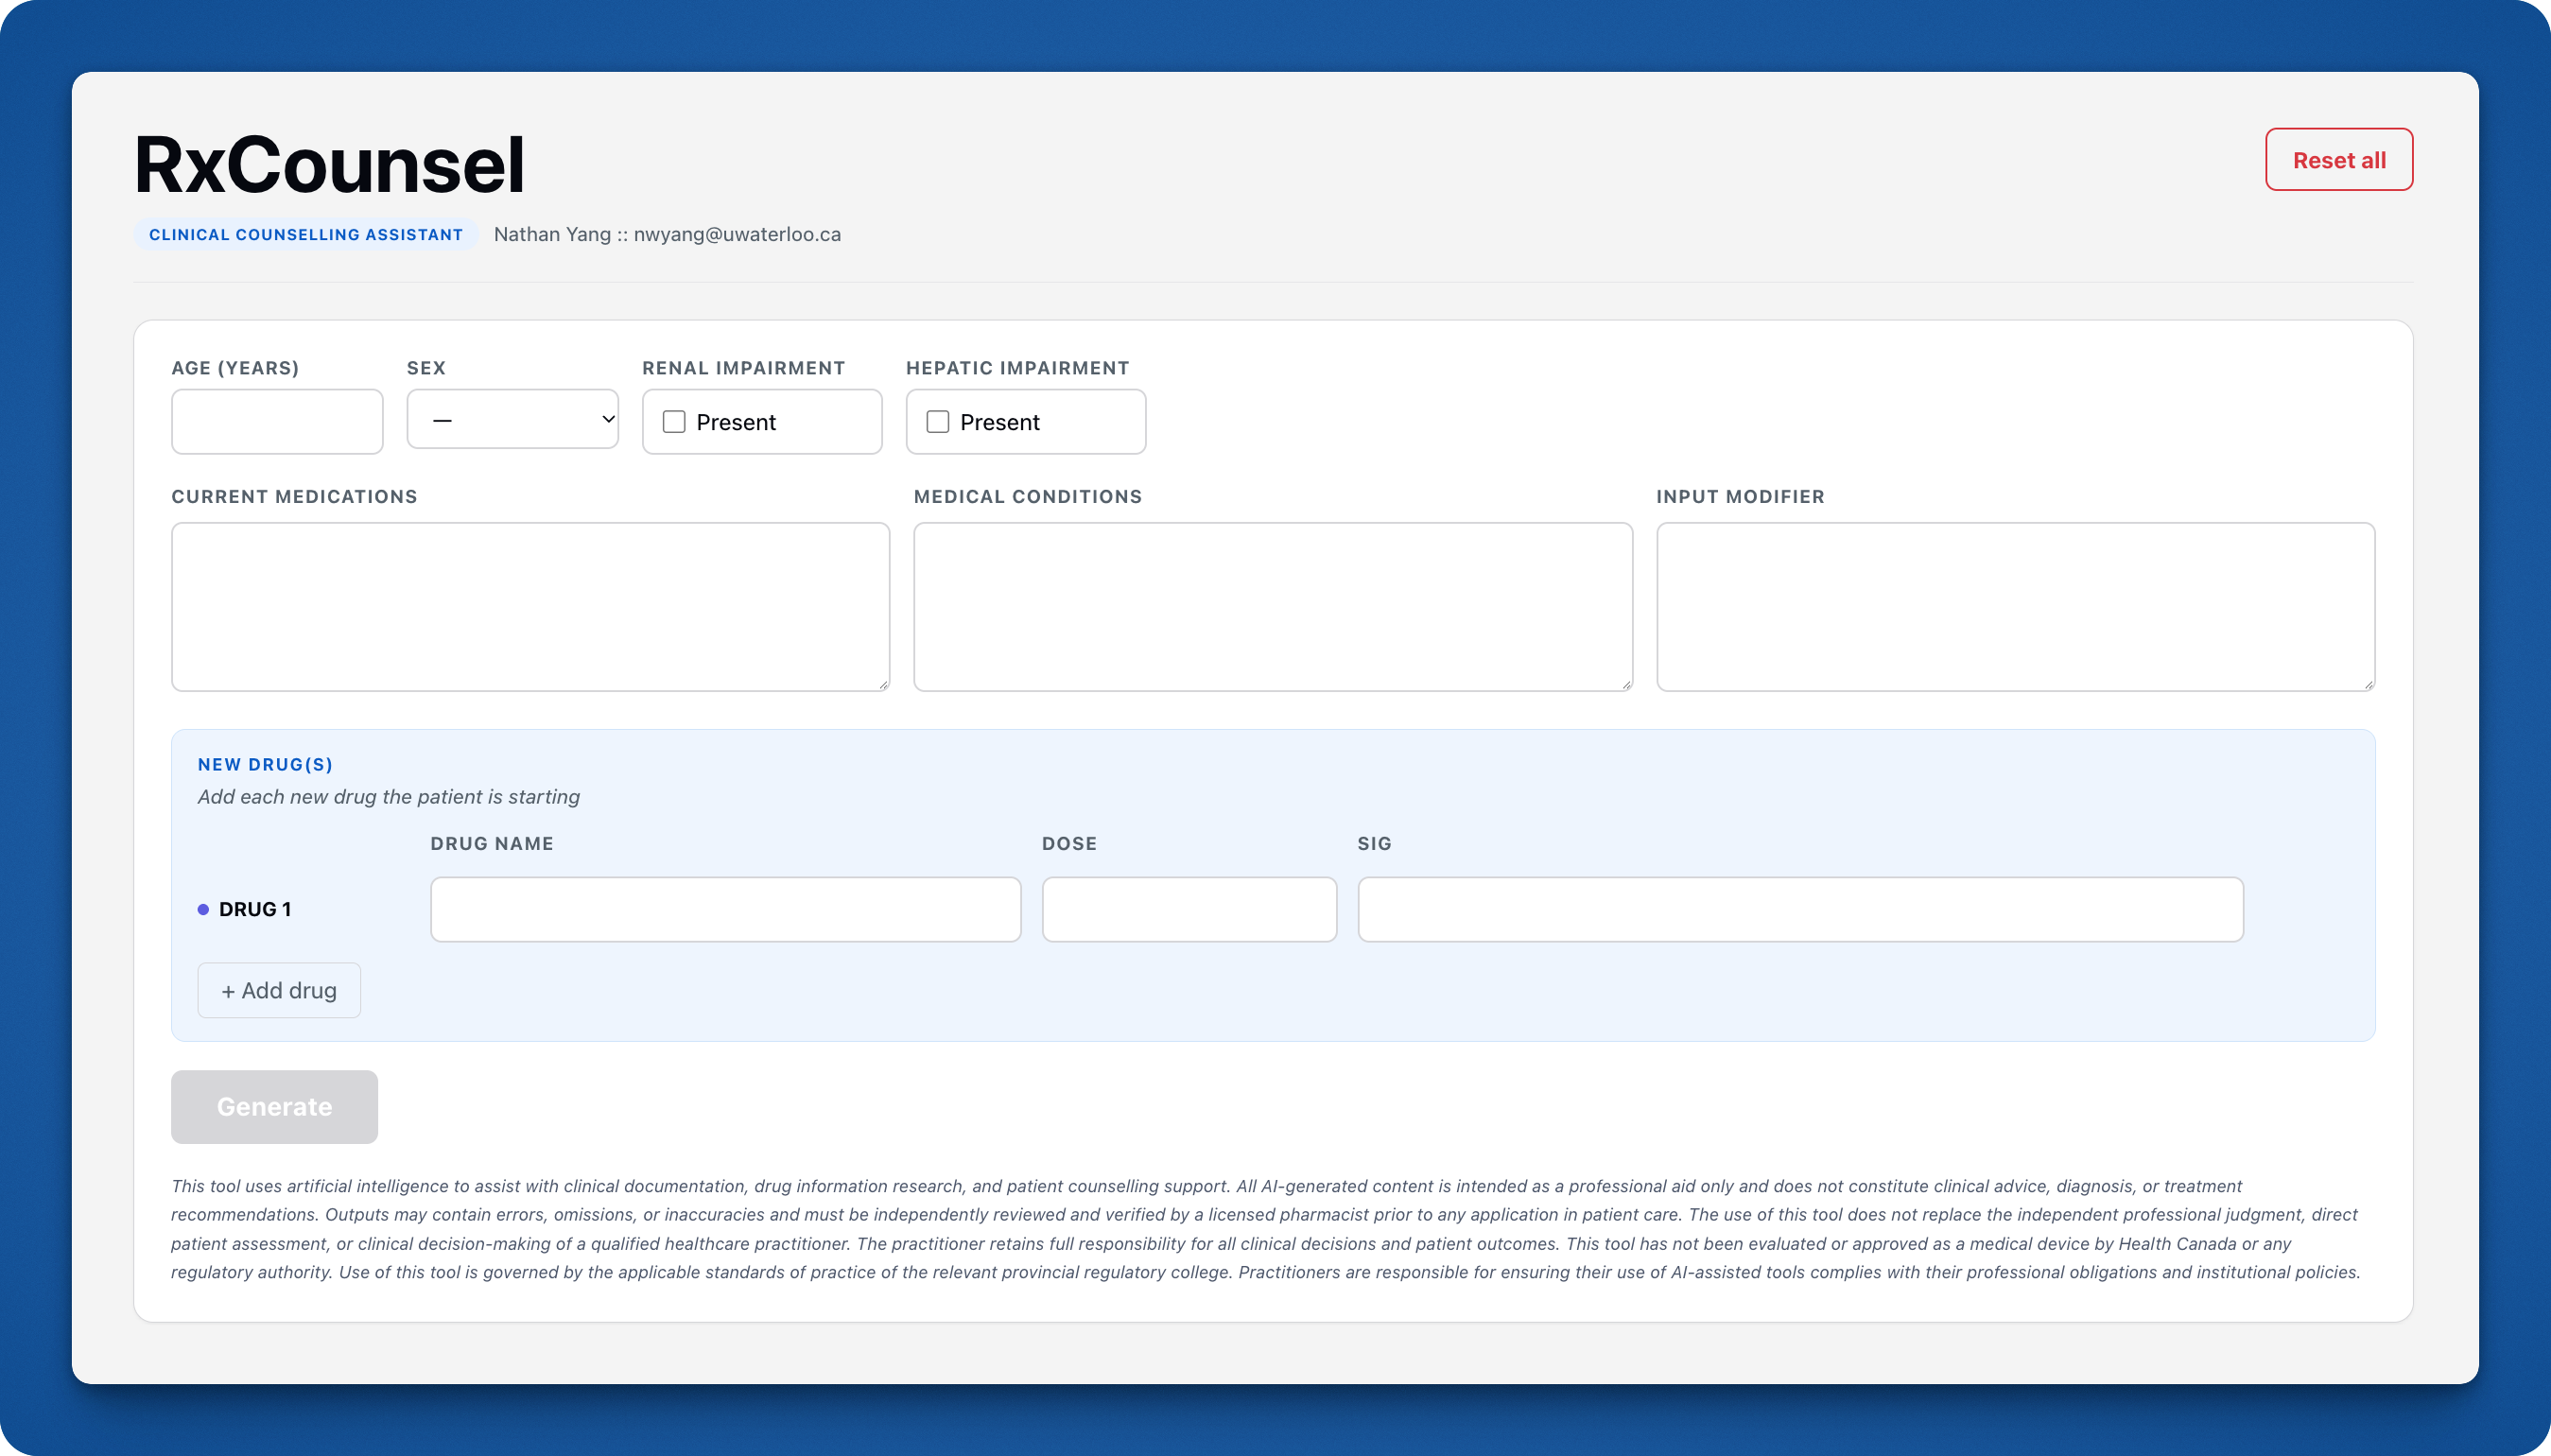 RxCounsel
Reset all
CLINICAL COUNSELLING ASSISTANT Nathan Yang :: nwyang@uwaterloo.ca
AGE (YEARS) SEX RENAL IMPAIRMENT HEPATIC IMPAIRMENT
— Present Present
CURRENT MEDICATIONS MEDICAL CONDITIONS INPUT MODIFIER
NEW DRUG(S)
Add each new drug the patient is starting
DRUG NAME DOSE SIG
DRUG 1
+ Add drug
Generate
This tool uses artificial intelligence to assist with clinical documentation, drug information research, and patient counselling support. All AI-generated content is intended as a professional aid only and does not constitute clinical advice, diagnosis, or treatment
recommendations. Outputs may contain errors, omissions, or inaccuracies and must be independently reviewed and verified by a licensed pharmacist prior to any application in patient care. The use of this tool does not replace the independent professional judgment, direct
patient assessment, or clinical decision-making of a qualified healthcare practitioner. The practitioner retains full responsibility for all clinical decisions and patient outcomes. This tool has not been evaluated or approved as a medical device by Health Canada or any
regulatory authority. Use of this tool is governed by the applicable standards of practice of the relevant provincial regulatory college. Practitioners are responsible for ensuring their use of AI-assisted tools complies with their professional obligations and institutional policies.